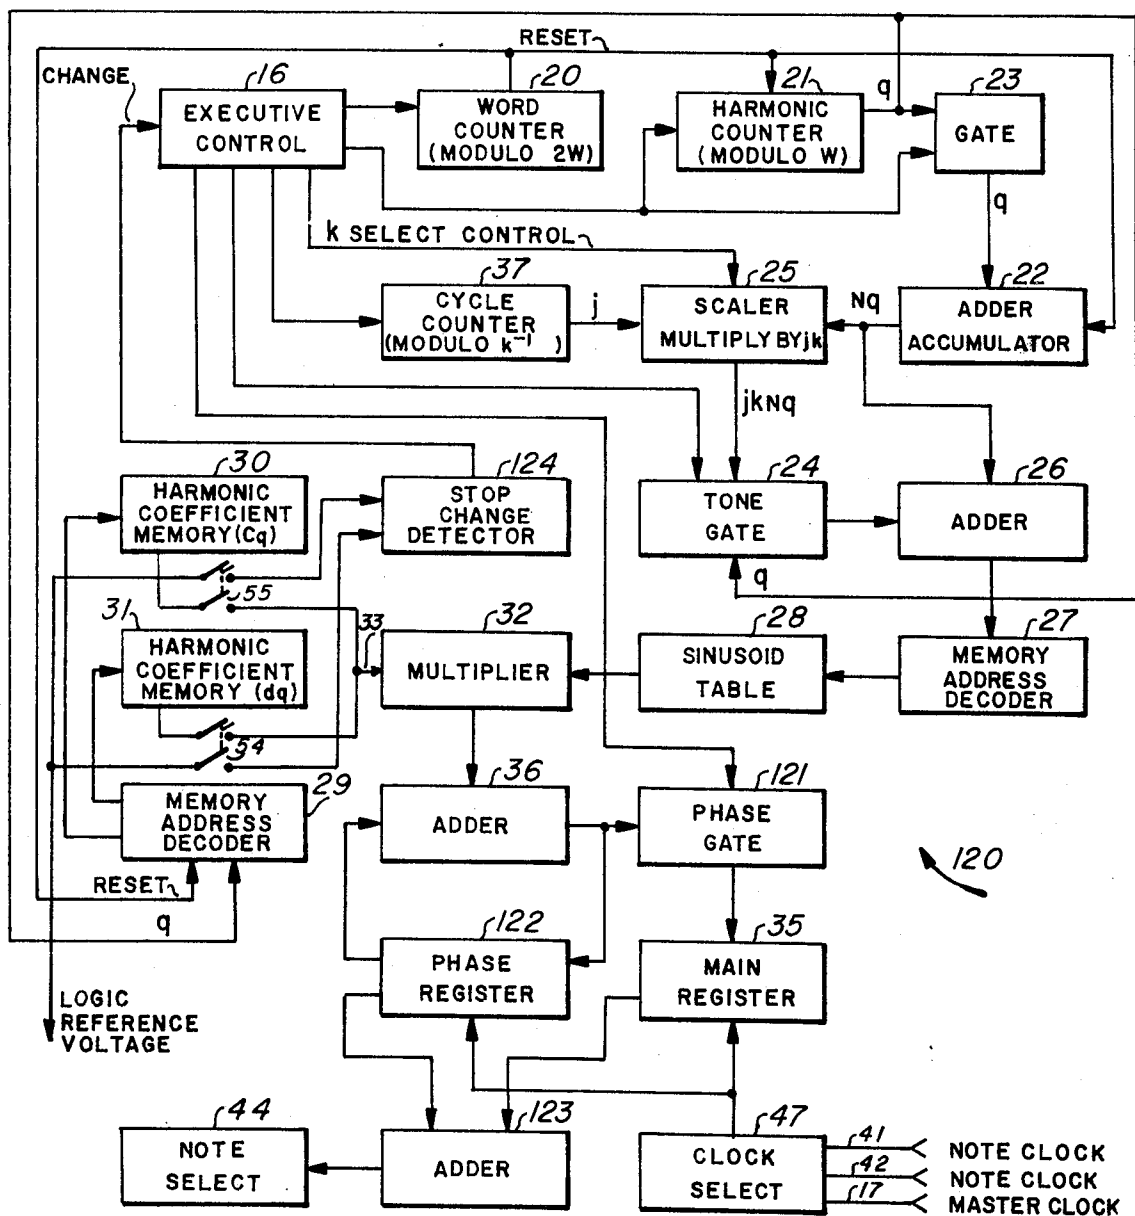 RESET
CHANGE
16
EXECUTIVE
CONTROL
20
WORD
COUNTER
(MODULO 2W)
21
HARMONIC
COUNTER
(MODULO W)
q
23
GATE
q
k SELECT CONTROL
37
CYCLE
COUNTER
(MODULO k⁻¹ )
j
25
SCALER
MULTIPLY BY jk
Nq
22
ADDER
ACCUMULATOR
jkNq
30
HARMONIC
COEFFICIENT
MEMORY (Cq)
124
STOP
CHANGE
DETECTOR
24
TONE
GATE
26
ADDER
q
55
31
HARMONIC
COEFFICIENT
MEMORY (dq)
33
32
MULTIPLIER
28
SINUSOID
TABLE
27
MEMORY
ADDRESS
DECODER
54
29
MEMORY
ADDRESS
DECODER
36
ADDER
121
PHASE
GATE
120
RESET
q
122
PHASE
REGISTER
35
MAIN
REGISTER
LOGIC
REFERENCE
VOLTAGE
44
NOTE
SELECT
123
ADDER
47
CLOCK
SELECT
41
NOTE CLOCK
42
NOTE CLOCK
17
MASTER CLOCK